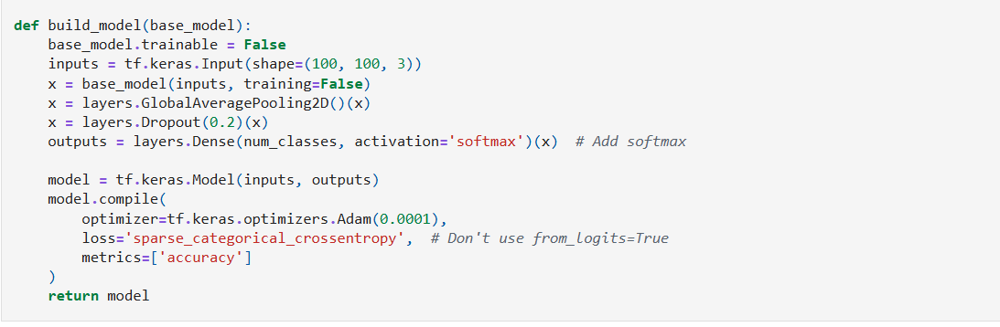 def build_model(base_model):
    base_model.trainable = False
    inputs = tf.keras.Input(shape=(100, 100, 3))
    x = base_model(inputs, training=False)
    x = layers.GlobalAveragePooling2D()(x)
    x = layers.Dropout(0.2)(x)
    outputs = layers.Dense(num_classes, activation='softmax')(x)  # Add softmax

    model = tf.keras.Model(inputs, outputs)
    model.compile(
        optimizer=tf.keras.optimizers.Adam(0.0001),
        loss='sparse_categorical_crossentropy',  # Don't use from_logits=True
        metrics=['accuracy']
    )
    return model